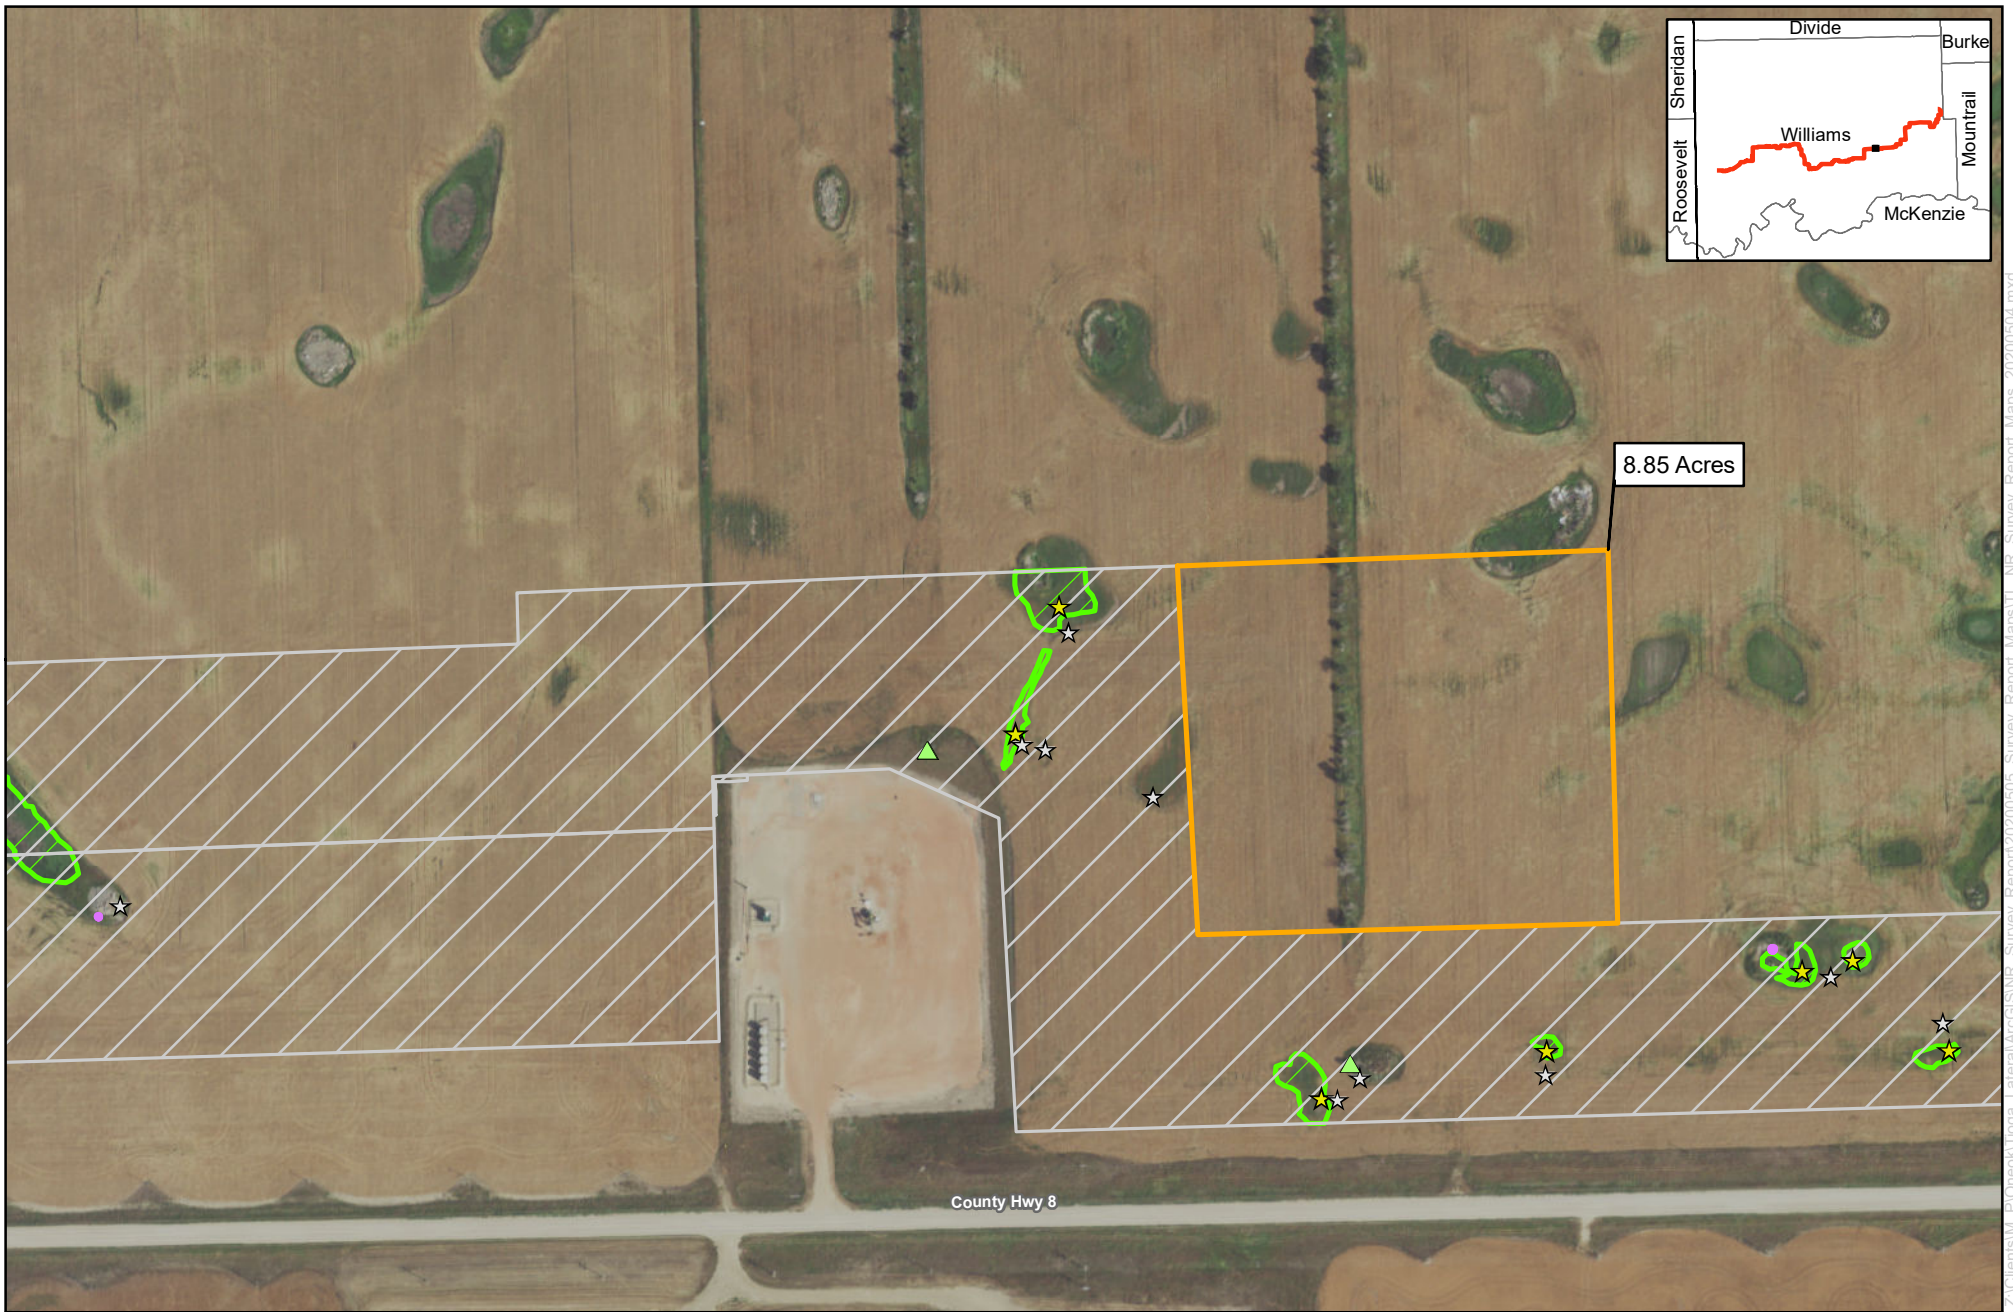 Divide
Burke
Sheridan
Williams
Mountrail
Roosevelt
McKenzie
8.85 Acres
County Hwy 8